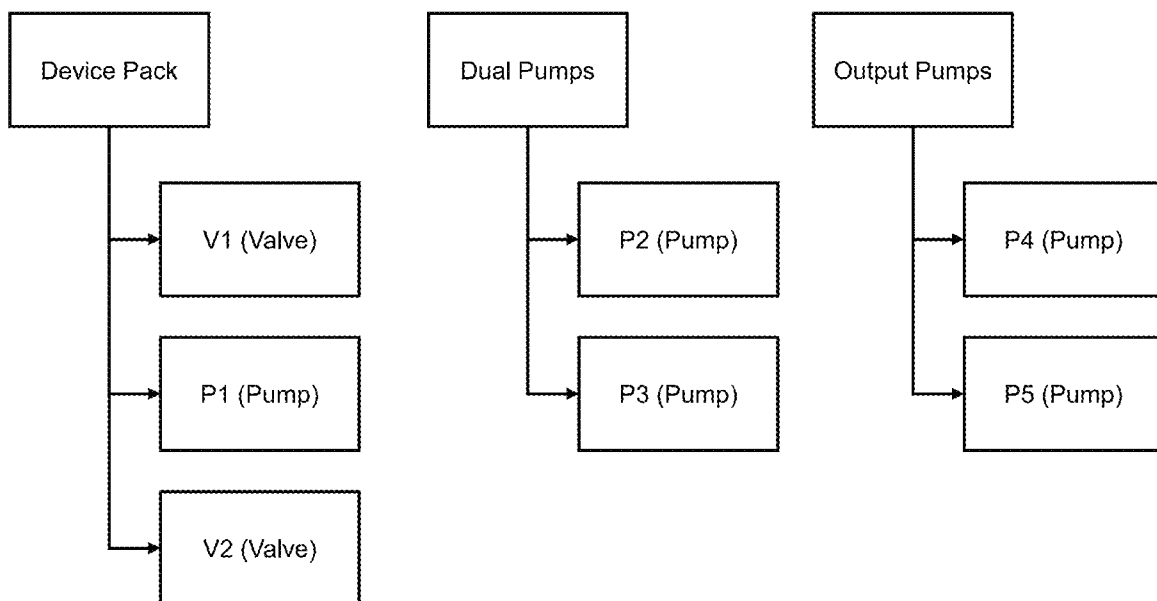 Device Pack
V1 (Valve)
P1 (Pump)
V2 (Valve)
Dual Pumps
P2 (Pump)
P3 (Pump)
Output Pumps
P4 (Pump)
P5 (Pump)